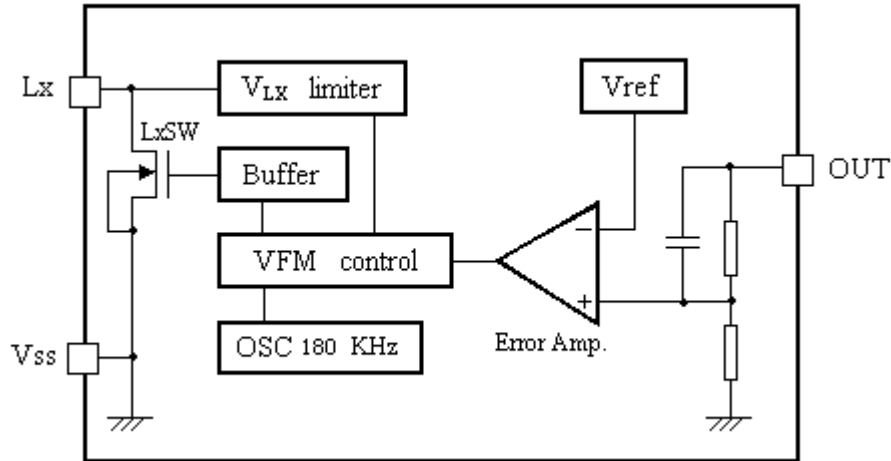 Lx
VLX limiter
Vref
LxSW
Buffer
OUT
−
VFM control
+
OSC 180 KHz
Error Amp.
Vss